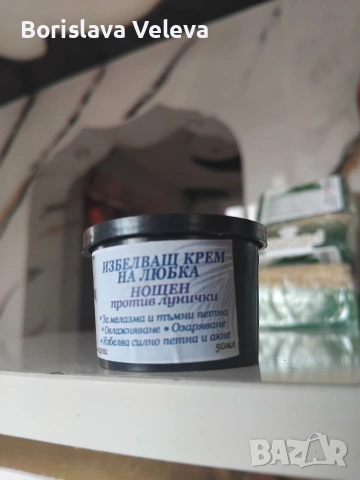 Borislava Veleva
ИЗБЕЛВАЩ КРЕМ
НА ЛЮБКА
НОЩЕН
против лунички
• За мелазма и тъмни петна
• Овлажняване • Озаряване
• Избелва силно петна и акне
50мл
BAZAR